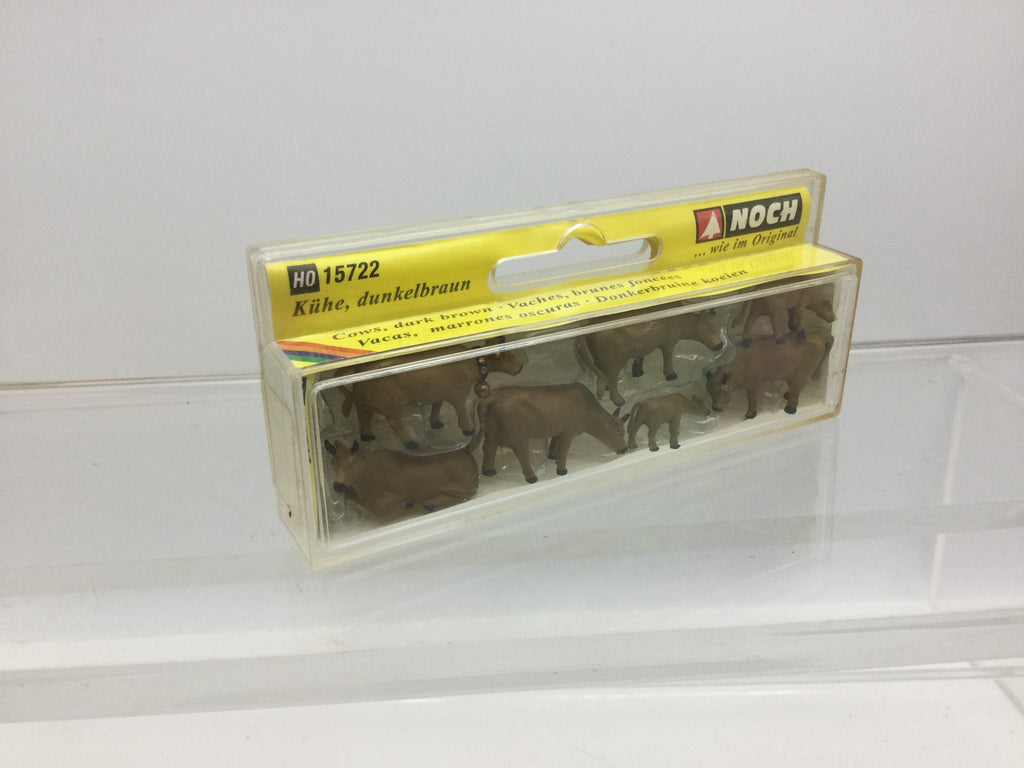 HO 15722
Kühe, dunkelbraun
NOCH
... wie im Original
Cows, dark brown · Vaches, brunes foncées
Vacas, marrones oscuras · Donkerbruine koeien